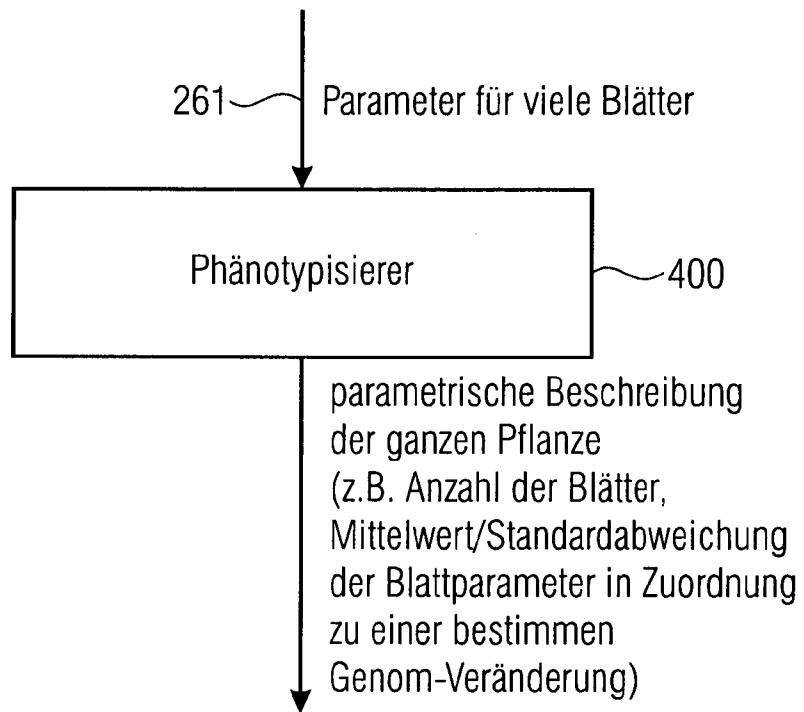 261 Parameter für viele Blätter
Phänotypisierer
400
parametrische Beschreibung
der ganzen Pflanze
(z.B. Anzahl der Blätter,
Mittelwert/Standardabweichung
der Blattparameter in Zuordnung
zu einer bestimmen
Genom-Veränderung)